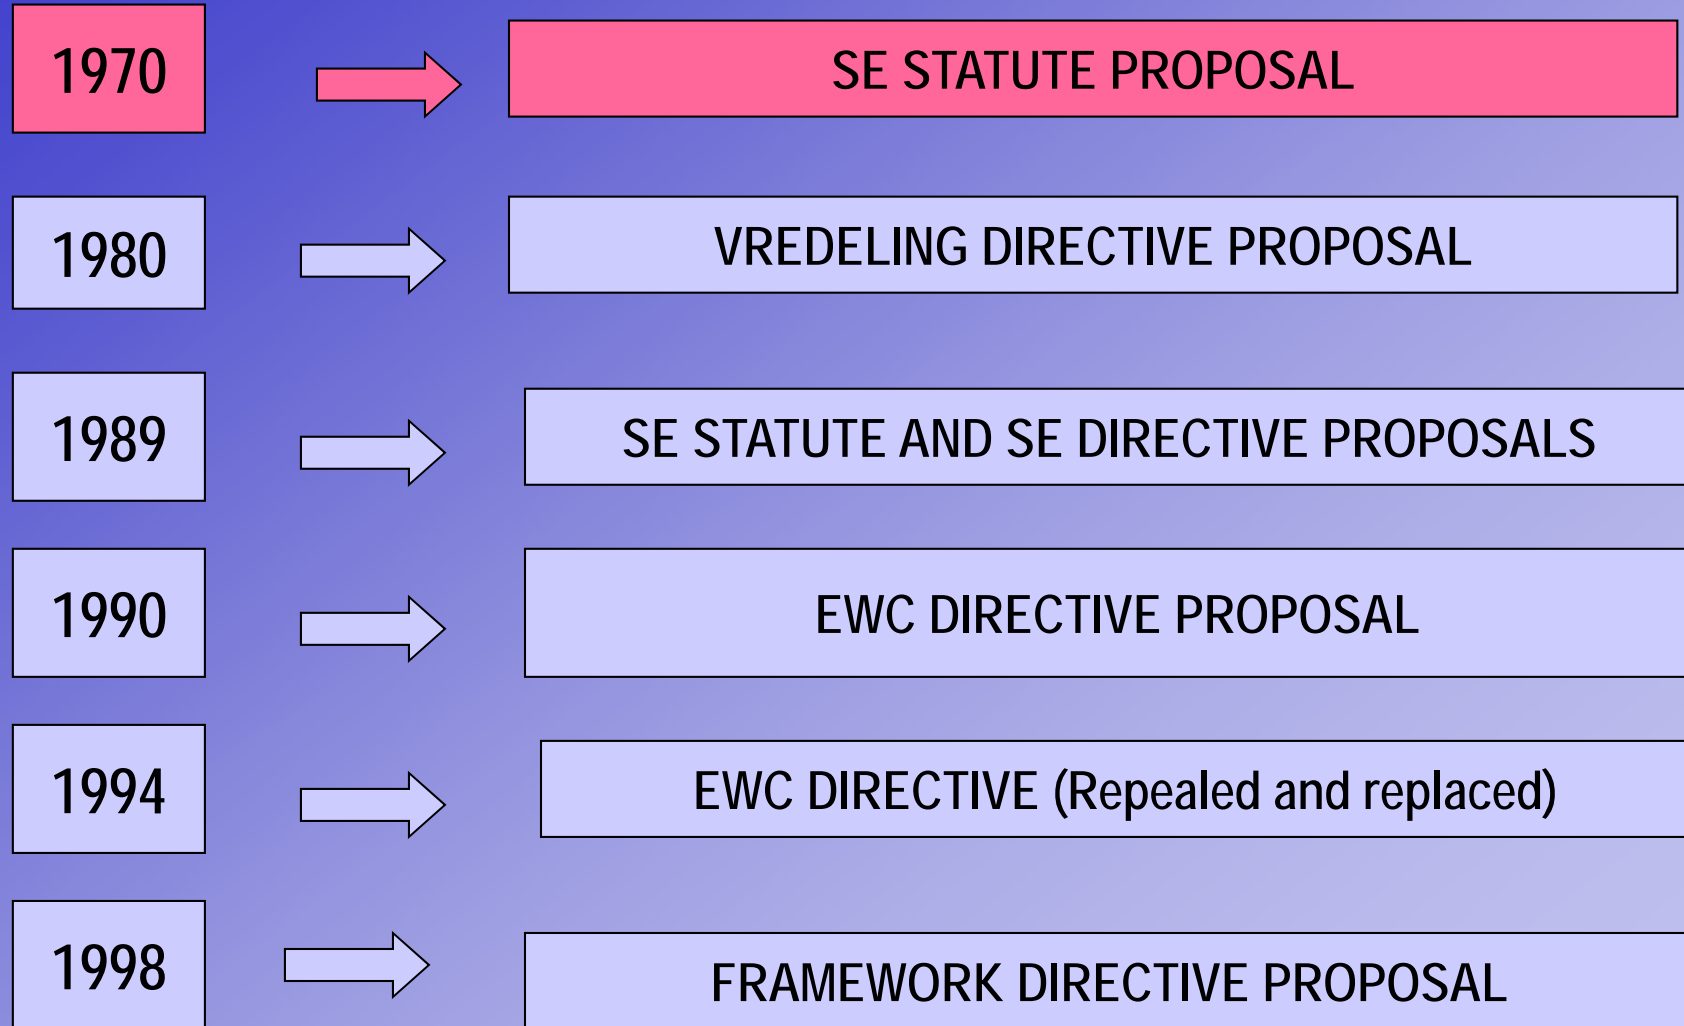 1970 SE STATUTE PROPOSAL
1980 VREDELING DIRECTIVE PROPOSAL
1989 SE STATUTE AND SE DIRECTIVE PROPOSALS
1990 EWC DIRECTIVE PROPOSAL
1994 EWC DIRECTIVE (Repealed and replaced)
1998 FRAMEWORK DIRECTIVE PROPOSAL